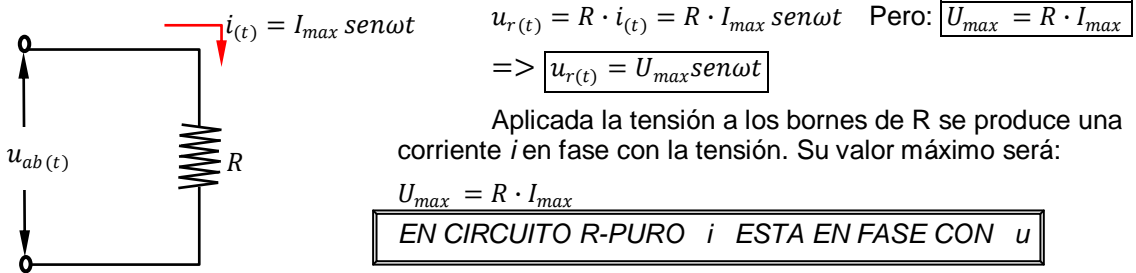 i(t) = Imax senωt
uab (t)
R
ur(t) = R · i(t) = R · Imax senωt Pero: Umax = R · Imax
=> ur(t) = Umaxsenωt
Aplicada la tensión a los bornes de R se produce una
corriente i en fase con la tensión. Su valor máximo será:
Umax = R · Imax
EN CIRCUITO R-PURO i ESTA EN FASE CON u